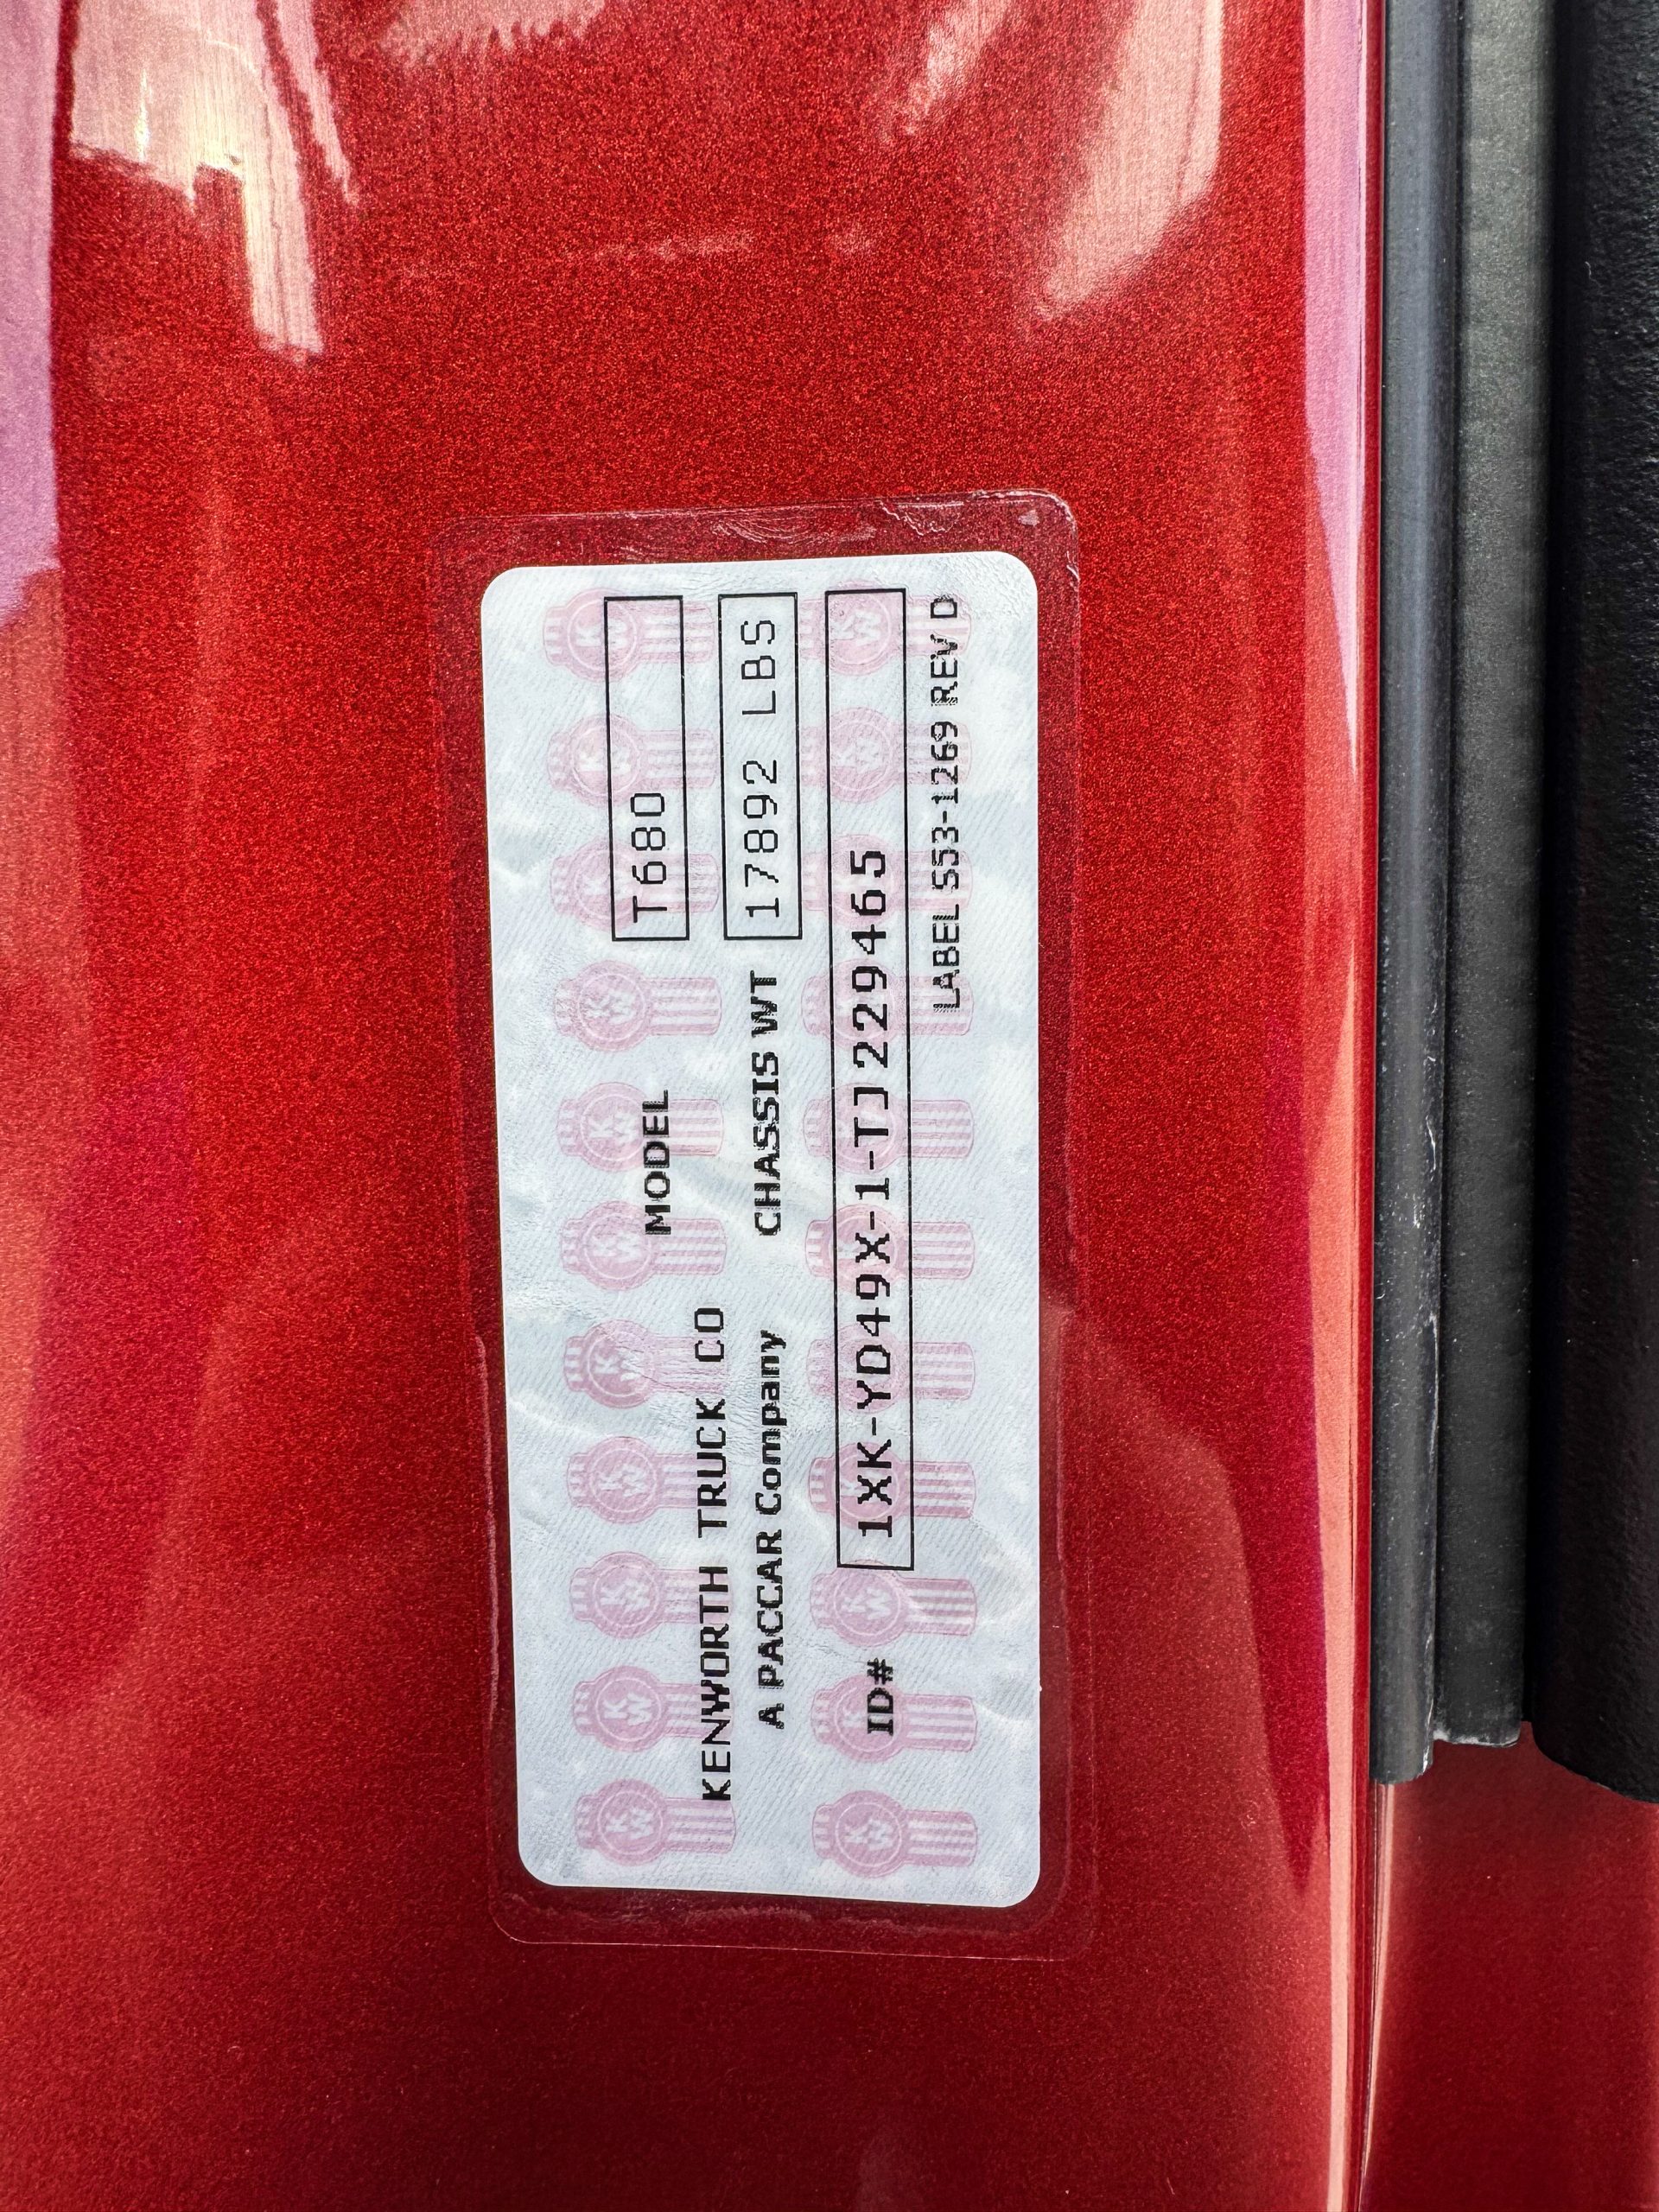 MODEL T680
KENWORTH TRUCK CO
CHASSIS WT 17892 LBS
A PACCAR Company
ID# 1XK-YD49X-1-TJ229465
LABEL S53-1269 REV D